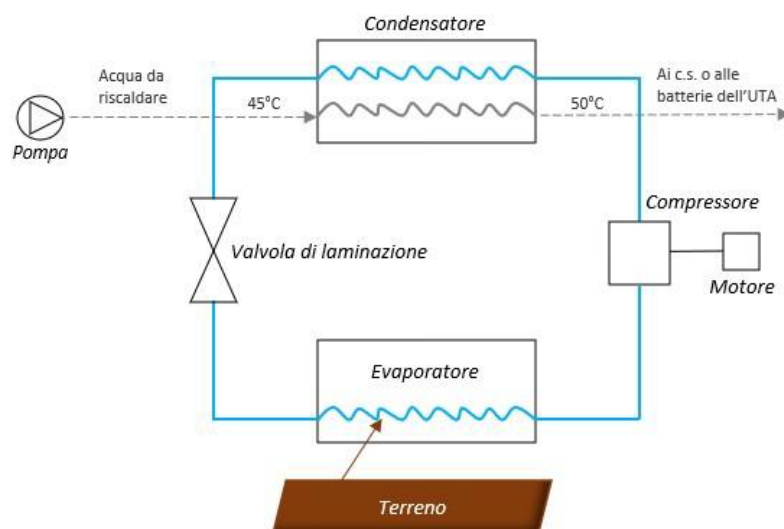 Condensatore
Acqua da
riscaldare
45°C
50°C
Ai c.s. o alle
batterie dell'UTA
Pompa
Compressore
Valvola di laminazione
Motore
Evaporatore
Terreno